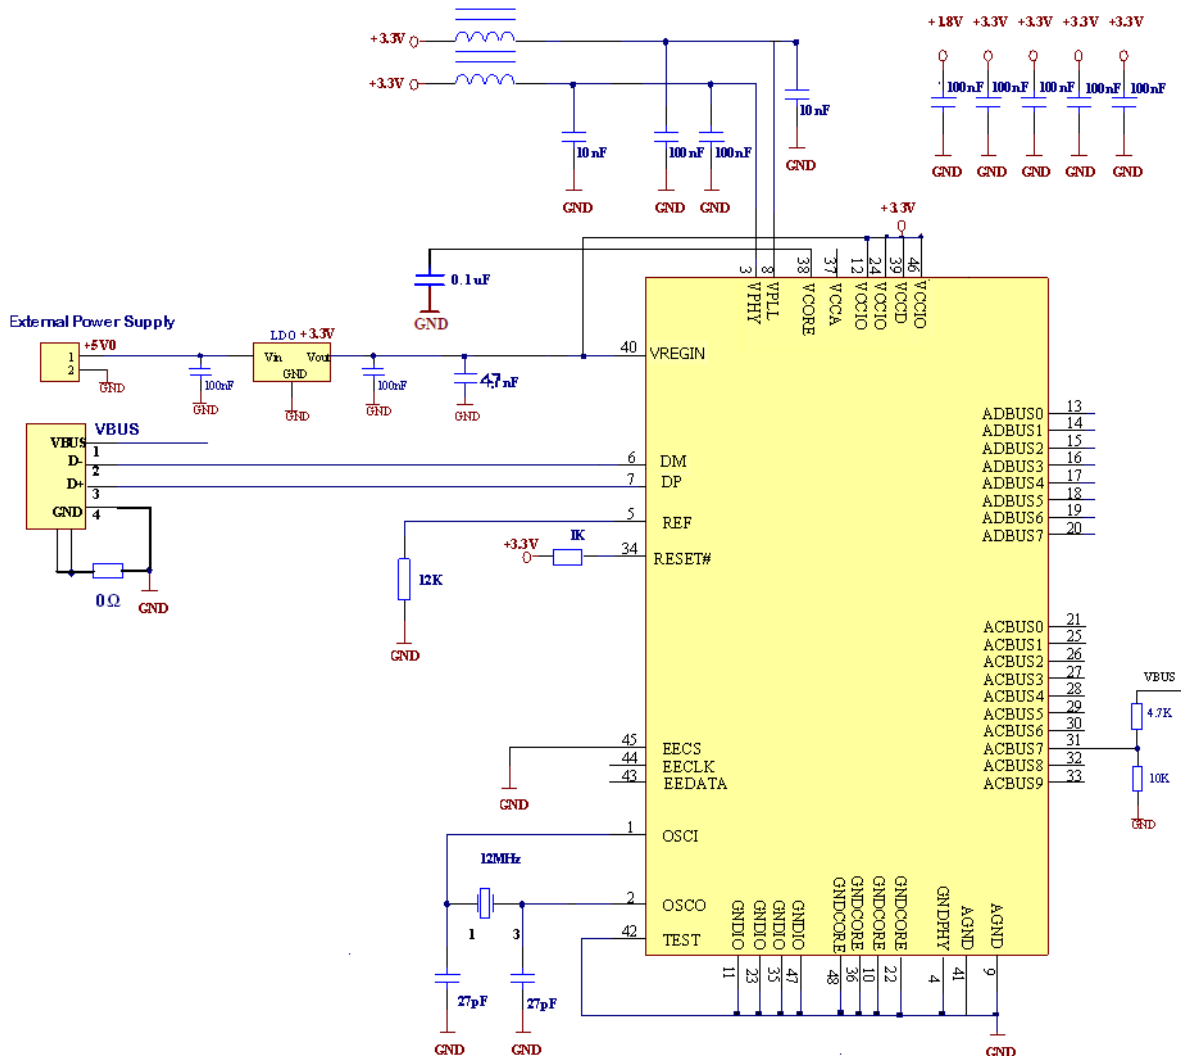 +3.3V
+3.3V
10nF
100nF
100nF
10nF
GND
GND
GND
GND
+1.8V +3.3V +3.3V +3.3V +3.3V
100nF 100nF 100nF 100nF 100nF
GND GND GND GND GND
+3.3V
0.1uF
GND
3 8 38 37 12 24 39 46
VPHY VPLL VCORE VCCA VCCIO VCCIO VCCD VCCIO
External Power Supply
+5V0
1
2
GND
100nF
GND
LDO +3.3V
Vin Vout
GND
GND
100nF
GND
4.7nF
GND
40 VREGIN
VBUS
VBUS 1
D- 2
D+ 3
GND 4
0Ω
GND
6 DM
7 DP
5 REF
12K
GND
+3.3V 1K
34 RESET#
ADBUS0 13
ADBUS1 14
ADBUS2 15
ADBUS3 16
ADBUS4 17
ADBUS5 18
ADBUS6 19
ADBUS7 20
ACBUS0 21
ACBUS1 25
ACBUS2 26
ACBUS3 27
ACBUS4 28
ACBUS5 29
ACBUS6 30
ACBUS7 31
ACBUS8 32
ACBUS9 33
VBUS
4.7K
10K
GND
45 EECS
44 EECLK
43 EEDATA
GND
1 OSCI
12MHz
2 OSCO
1 3
42 TEST
27pF 27pF
GND GND
GNDIO GNDIO GNDIO GNDIO GNDCORE GNDCORE GNDCORE GNDCORE GNDPHY AGND AGND
11 23 35 47 48 36 10 22 4 41 9
GND